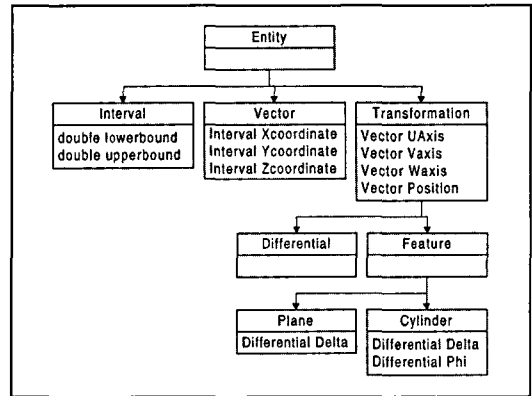 Entity
Interval
double lowerbound
double upperbound
Vector
Interval Xcoordinate
Interval Ycoordinate
Interval Zcoordinate
Transformation
Vector UAxis
Vector Vaxis
Vector Waxis
Vector Position
Differential
Feature
Plane
Differential Delta
Cylinder
Differential Delta
Differential Phi